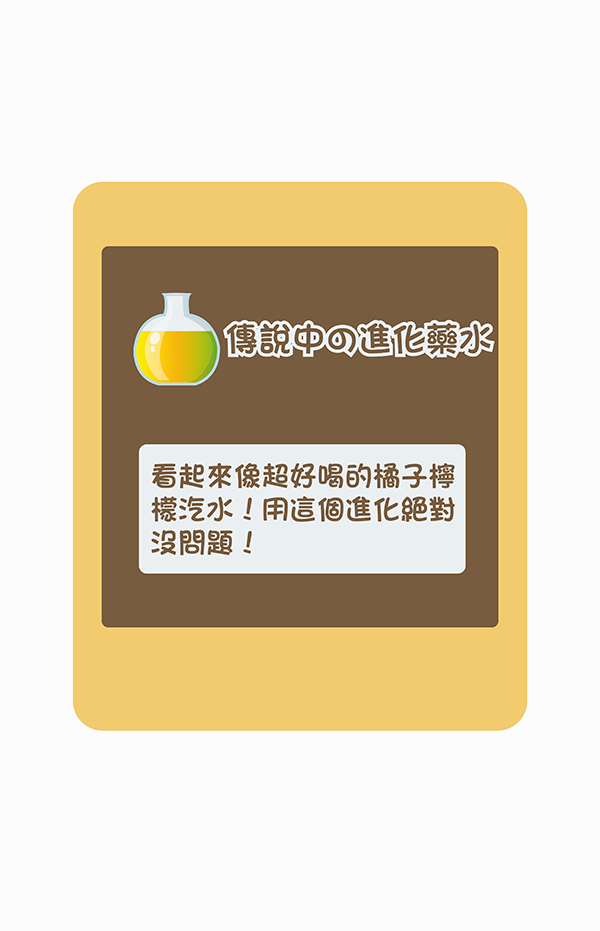 傳說中の進化藥水
看起來像超好喝的橘子檸
檬汽水！用這個進化絕對
沒問題！